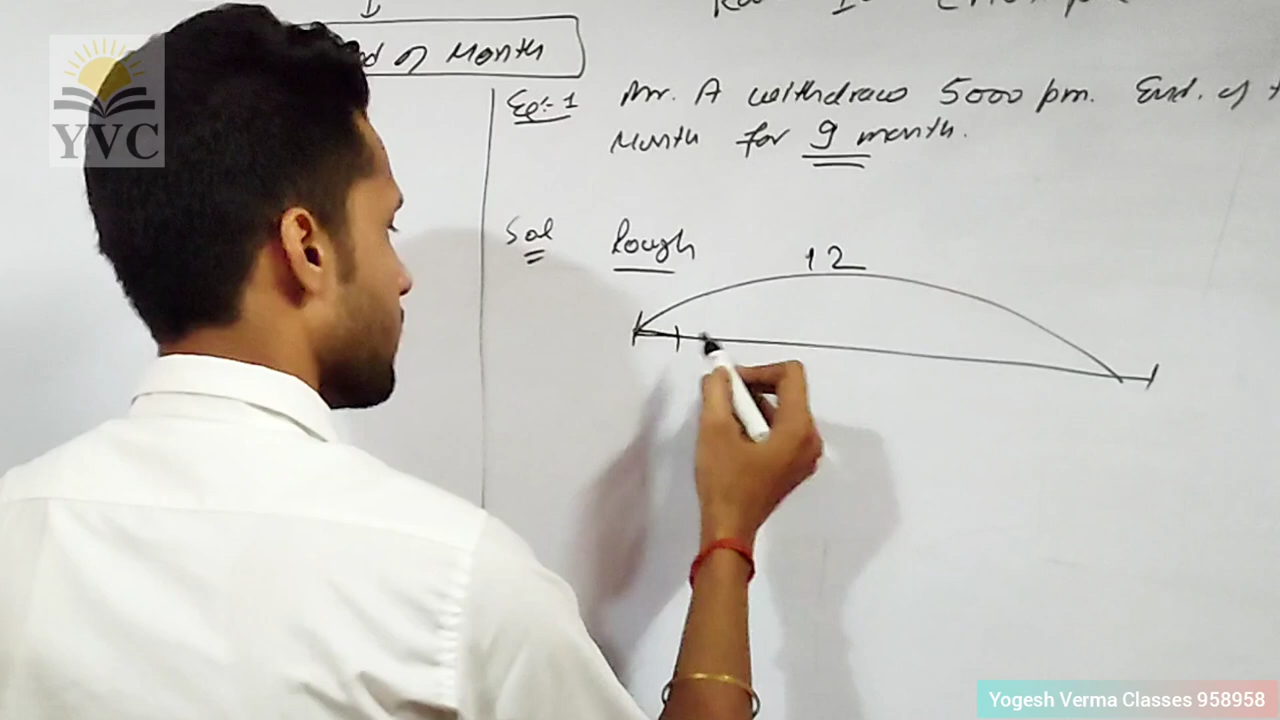 of Month
Eg:- 1 Mr. A withdraw 5000 pm. End. of
Month for 9 month.
Sol Rough
12
YVC
Yogesh Verma Classes 958958